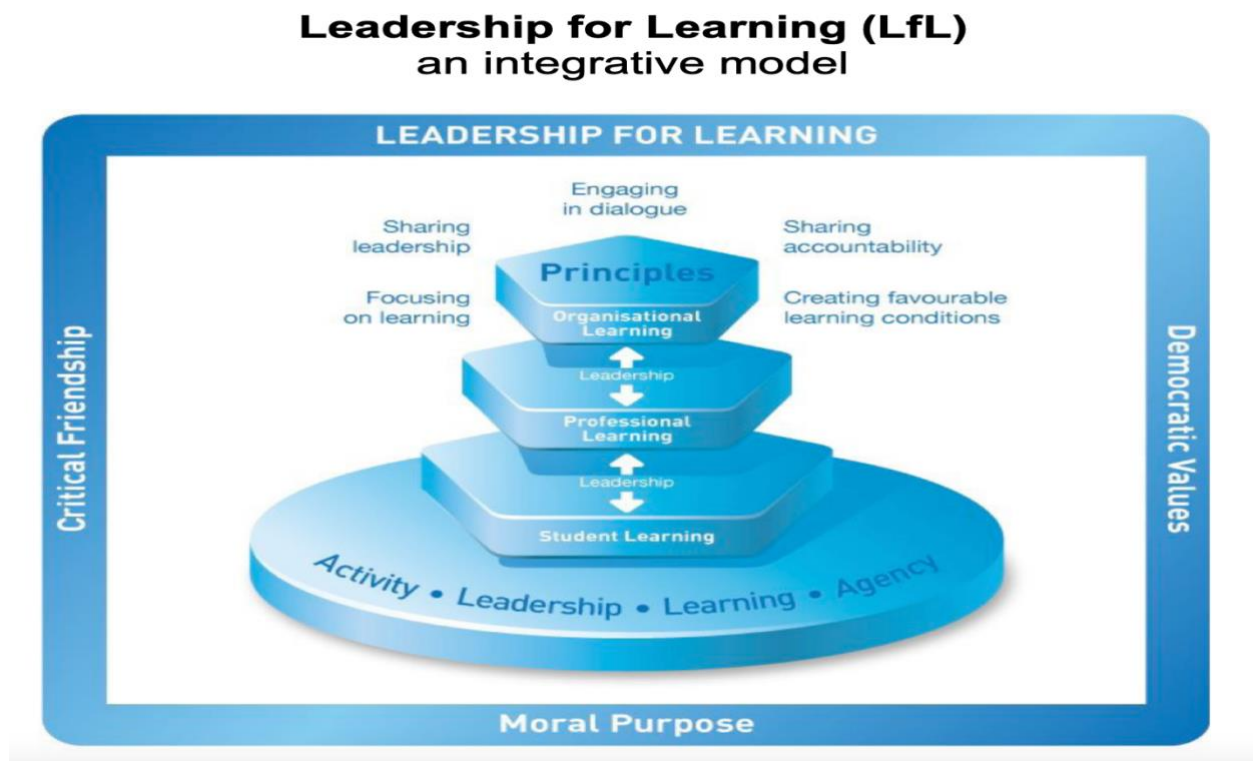 Leadership for Learning (LfL)
an integrative model
LEADERSHIP FOR LEARNING
Engaging
in dialogue
Sharing
leadership
Sharing
accountability
Focusing
on learning
Creating favourable
learning conditions
Principles
Organisational
Learning
Leadership
Professional
Learning
Leadership
Student Learning
Activity • Leadership • Learning • Agency
Critical Friendship
Democratic Values
Moral Purpose